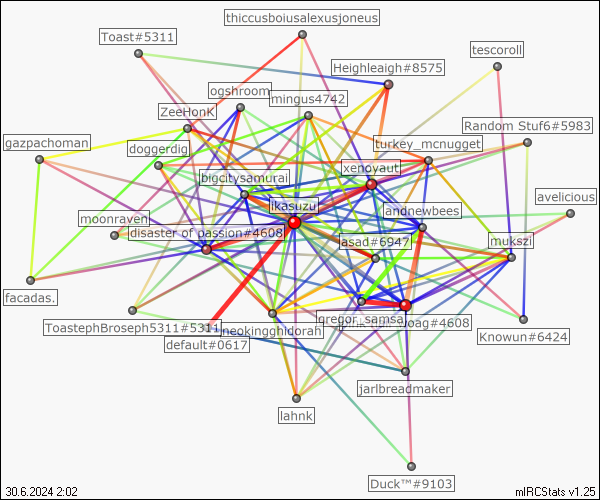 thiccusboiusalexusjoneus
Toast#5311
tescoroll
Heighleaigh#8575
ogshroom
mingus4742
ZeeHonK
Random Stuf6#5983
gazpachoman
doggerdig
turkey_mcnugget
xenoyaut
bigcitysamurai
avelicious
likasuzu
andnewbees
moonraven
disaster of passion#4608
asad#6947
mukszi
facadas.
gregor_samsa
ToastephBroseph5311#5311
neokingghidorah
oag#4608
default#0617
Knowun#6424
jarlbreadmaker
lahnk
Duck™#9103
30.6.2024 2:02
mIRCStats v1.25